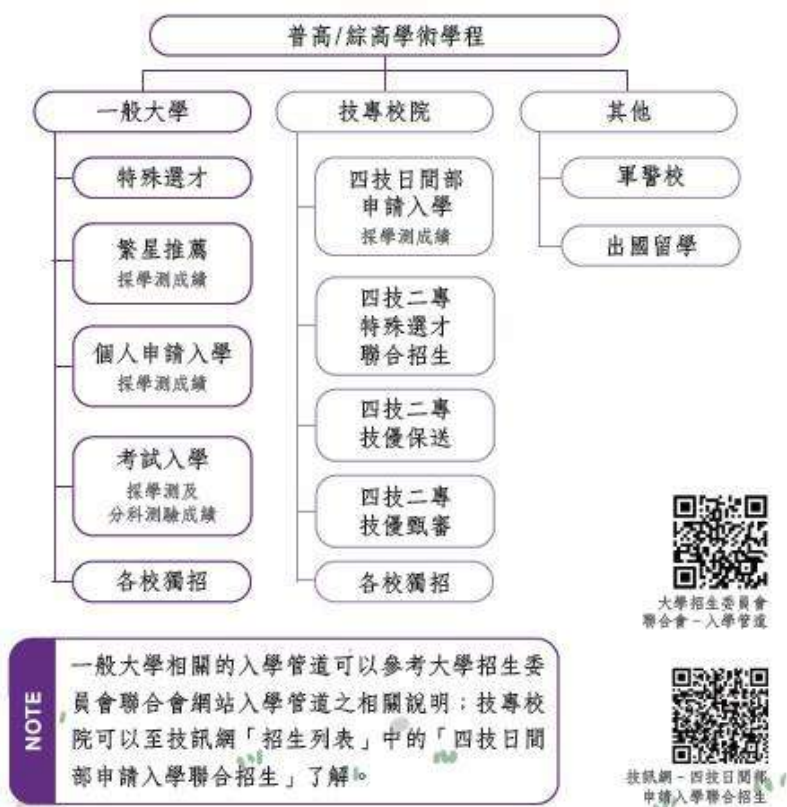 普高/綜高學術學程
一般大學
特殊選才
繁星推薦
採學測成績
個人申請入學
採學測成績
考試入學
採學測及
分科測驗成績
各校獨招
技專校院
四技日間部
申請入學
採學測成績
四技二專
特殊選才
聯合招生
四技二專
技優保送
四技二專
技優甄審
各校獨招
其他
軍警校
出國留學
大學招生委員會
聯合會－入學管道
NOTE
一般大學相關的入學管道可以參考大學招生委
員會聯合會網站入學管道之相關說明；技專校
院可以至技訊網「招生列表」中的「四技日間
部申請入學聯合招生」了解。
技訊網－四技日間部
申請入學聯合招生